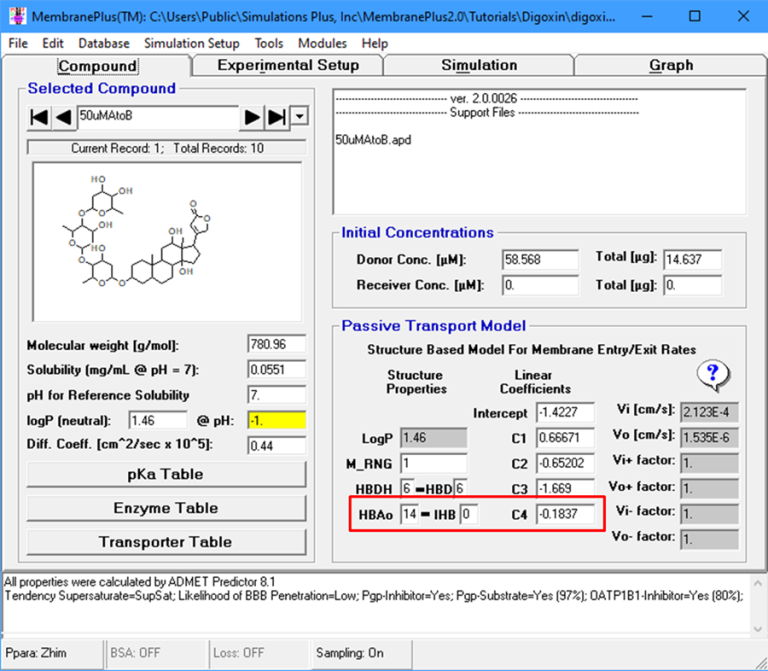 MembranePlus(TM): C:\Users\Public\Simulations Plus, Inc\MembranePlus2.0\Tutorials\Digoxin\digoxi...
File Edit Database Simulation Setup Tools Modules Help
Compound Experimental Setup Simulation Graph
Selected Compound
50uMAtoB
Current Record: 1; Total Records: 10
HO
OH
O
O
OH
O
O
HO
O
O
OH
OH
O
O
Molecular weight [g/mol]: 780.96
Solubility (mg/mL @ pH = 7): 0.0551
pH for Reference Solubility 7.
logP (neutral): 1.46 @ pH: -1.
Diff. Coeff. [cm^2/sec x 10^5]: 0.44
pKa Table
Enzyme Table
Transporter Table
---------------------------------- ver. 2.0.0026 ----------------------------------
---------------------------------- Support Files ----------------------------------
50uMAtoB.apd
Initial Concentrations
Donor Conc. [µM]: 58.568 Total [µg]: 14.637
Receiver Conc. [µM]: 0. Total [µg]: 0.
Passive Transport Model
Structure Based Model For Membrane Entry/Exit Rates
?
Structure Properties
Linear Coefficients
Intercept -1.4227 Vi [cm/s]: 2.123E-4
LogP 1.46 C1 0.66671 Vo [cm/s]: 1.535E-6
M_RNG 1 C2 -0.65202 Vi+ factor: 1.
HBDH 6 =HBD 6 C3 -1.669 Vo+ factor: 1.
HBAo 14 = IHB 0 C4 -0.1837 Vi- factor: 1.
Vo- factor: 1.
All properties were calculated by ADMET Predictor 8.1
Tendency Supersaturate=SupSat; Likelihood of BBB Penetration=Low; Pgp-Inhibitor=Yes; Pgp-Substrate=Yes (97%); OATP1B1-Inhibitor=Yes (80%);
Ppara: Zhim BSA: OFF Loss: OFF Sampling: On